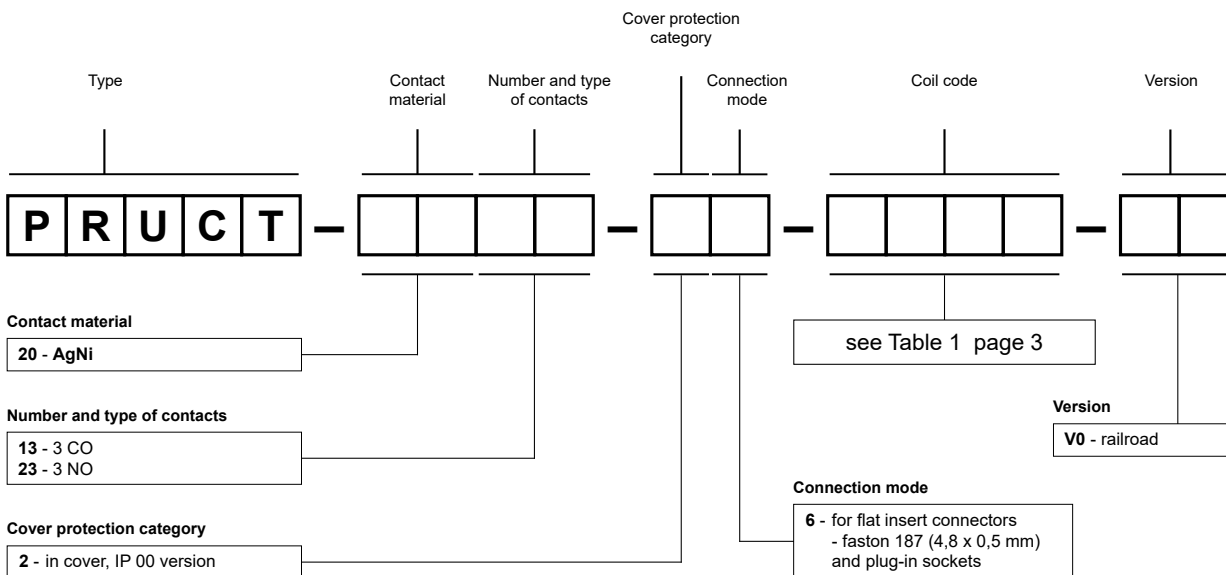 Cover protection
category
Type
Contact
material
Number and type
of contacts
Connection
mode
Coil code
Version
PRUCT – – – –
Contact material
20 - AgNi
see Table 1 page 3
Number and type of contacts
13 - 3 CO
23 - 3 NO
Version
V0 - railroad
Cover protection category
2 - in cover, IP 00 version
Connection mode
6 - for flat insert connectors
- faston 187 (4,8 x 0,5 mm)
and plug-in sockets